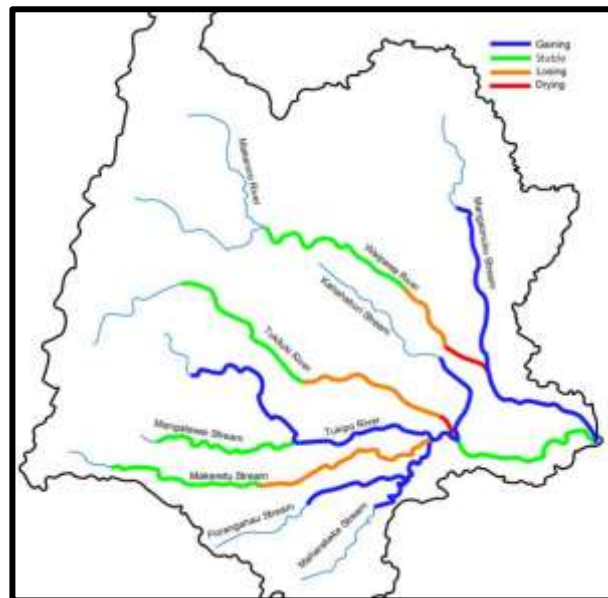 Gaining
Stable
Losing
Drying
Makaroro River
Mangaonuku Stream
Waipawa River
Kahahakuri Stream
Tukituki River
Tukipo River
Mangatewai Stream
Makaretu Stream
Porangahau Stream
Maharakeke Stream